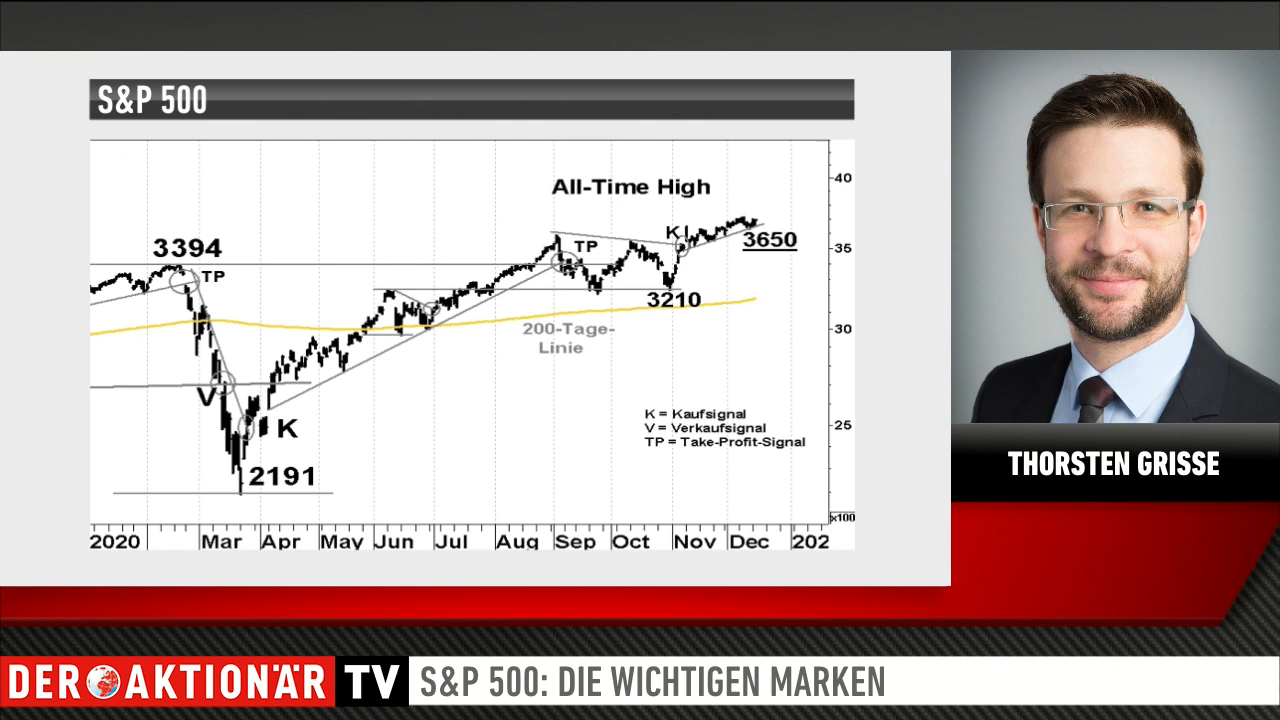 S&P 500
All-Time High
3394
TP
TP
K
3650
3210
200-Tage-
Linie
V
K
2191
K = Kaufsignal
V = Verkaufsignal
TP = Take-Profit-Signal
40
35
30
25
x100
2020 Mar Apr May Jun Jul Aug Sep Oct Nov Dec 202
THORSTEN GRISSE
DER AKTIONÄR TV
S&P 500: DIE WICHTIGEN MARKEN